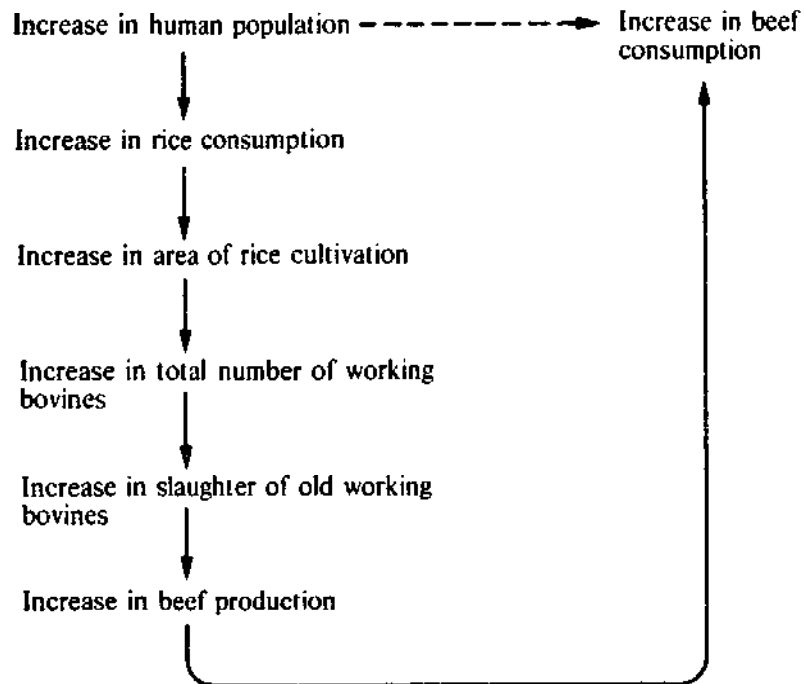 Increase in human population
Increase in beef
consumption
Increase in rice consumption
Increase in area of rice cultivation
Increase in total number of working
bovines
Increase in slaughter of old working
bovines
Increase in beef production